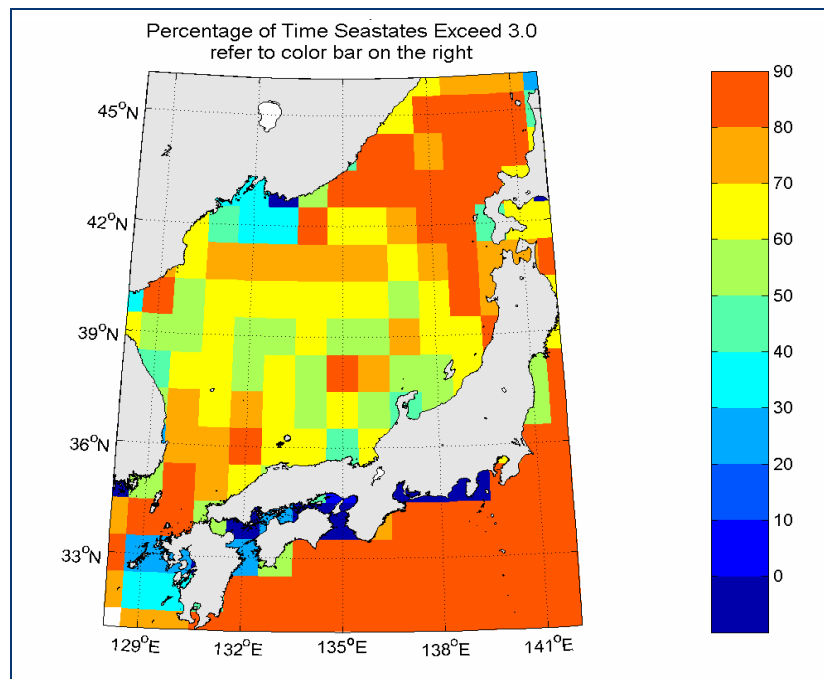 Percentage of Time Seastates Exceed 3.0
refer to color bar on the right
45°N
42°N
39°N
36°N
33°N
129°E
132°E
135°E
138°E
141°E
90
80
70
60
50
40
30
20
10
0